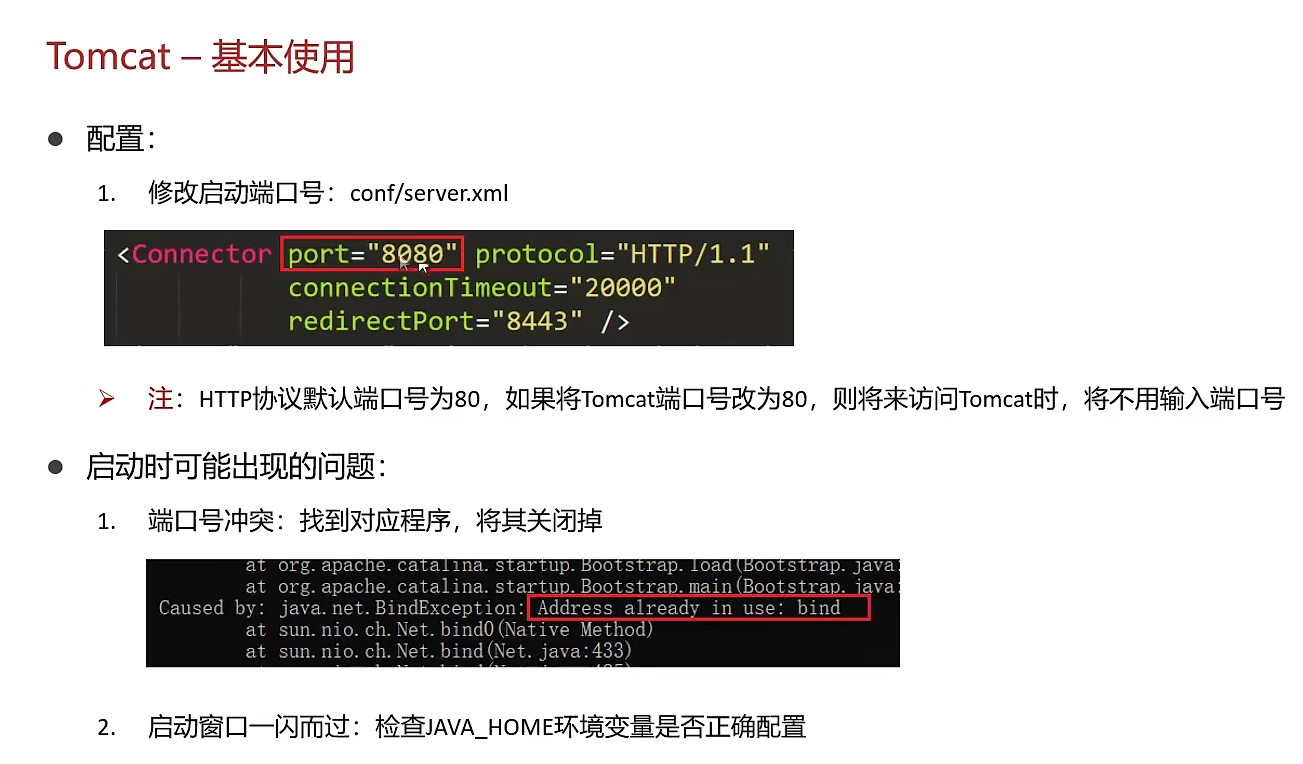 Tomcat – 基本使用
● 配置：
1. 修改启动端口号：conf/server.xml
<Connector port="8080" protocol="HTTP/1.1"
connectionTimeout="20000"
redirectPort="8443" />
➢ 注：HTTP协议默认端口号为80，如果将Tomcat端口号改为80，则将来访问Tomcat时，将不用输入端口号
● 启动时可能出现的问题：
1. 端口号冲突：找到对应程序，将其关闭掉
at org.apache.catalina.startup.Bootstrap.load(Bootstrap.java:
at org.apache.catalina.startup.Bootstrap.main(Bootstrap.java:
Caused by: java.net.BindException: Address already in use: bind
at sun.nio.ch.Net.bind0(Native Method)
at sun.nio.ch.Net.bind(Net.java:433)
2. 启动窗口一闪而过：检查JAVA_HOME环境变量是否正确配置